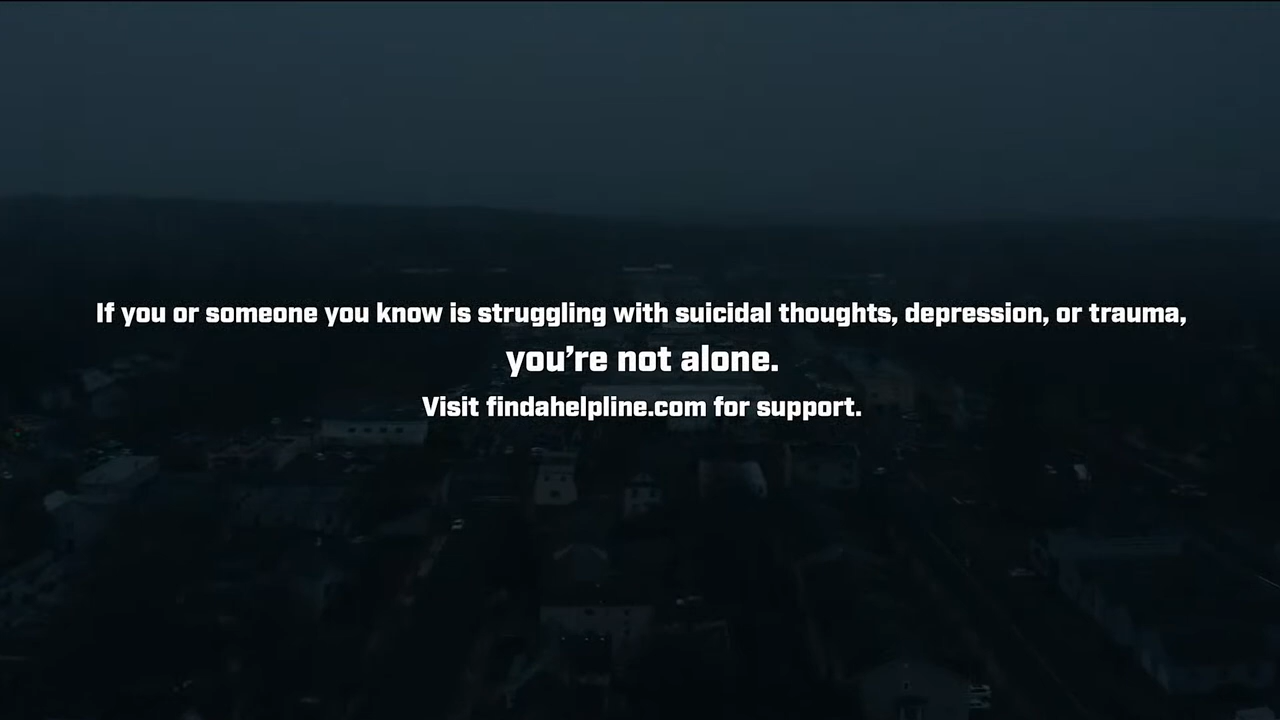 If you or someone you know is struggling with suicidal thoughts, depression, or trauma,
you’re not alone.
Visit findahelpline.com for support.